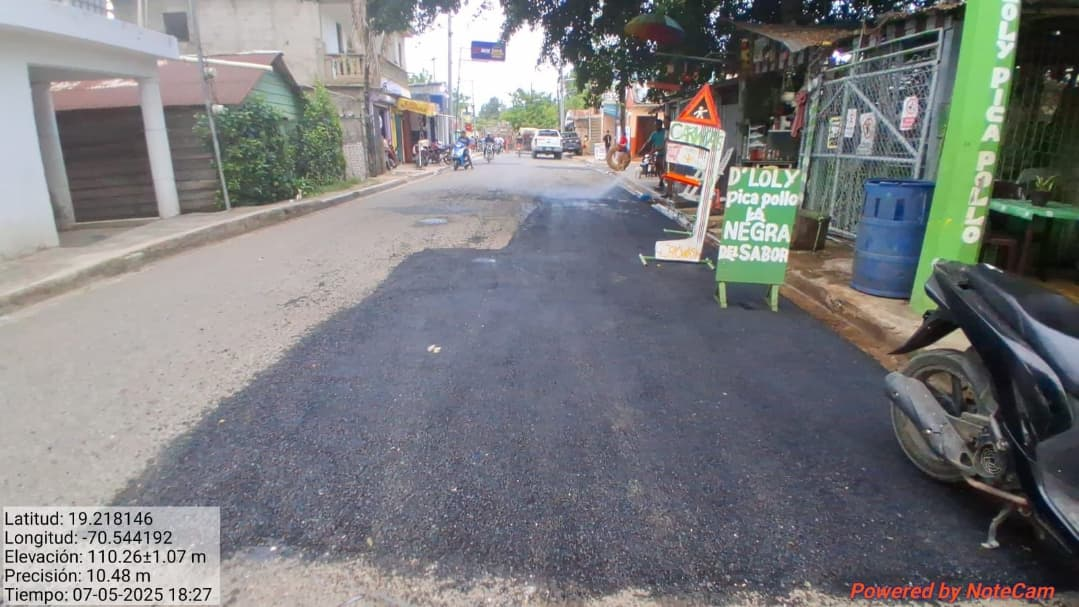 D'LOLY
pica pollo
LA
NEGRA
DEL SABOR
LOLY PICA POLLO
Latitud: 19.218146
Longitud: -70.544192
Elevación: 110.26±1.07 m
Precisión: 10.48 m
Tiempo: 07-05-2025 18:27
Powered by NoteCam